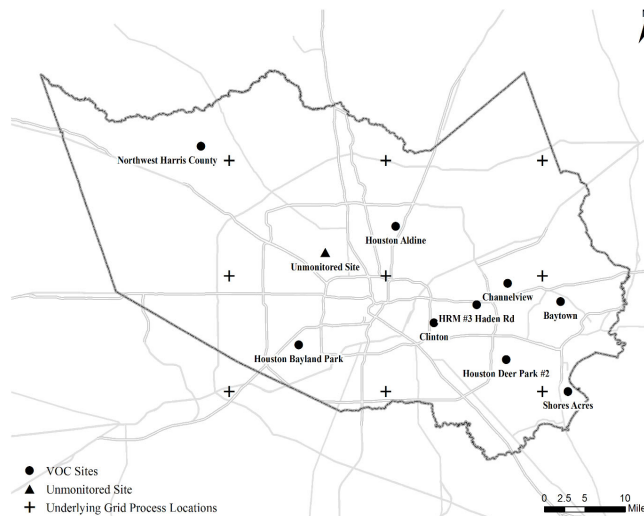 N
Northwest Harris County
Houston Aldine
Unmonitored Site
Channelview
Baytown
HRM #3 Haden Rd
Clinton
Houston Bayland Park
Houston Deer Park #2
Shores Acres
VOC Sites
Unmonitored Site
Underlying Grid Process Locations
0 2.5 5 10
Mile